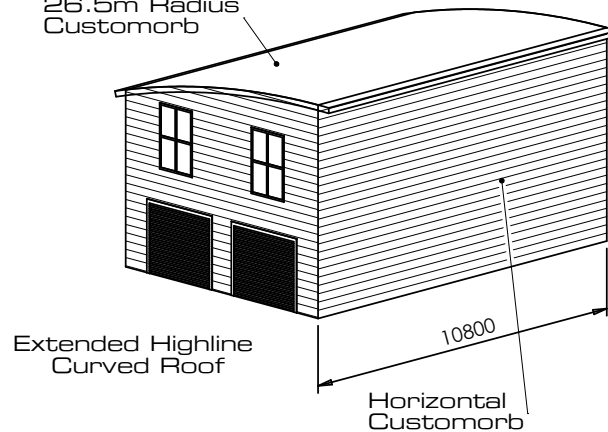 26.5m Radius
Customorb
Extended Highline
Curved Roof
10800
Horizontal
Customorb